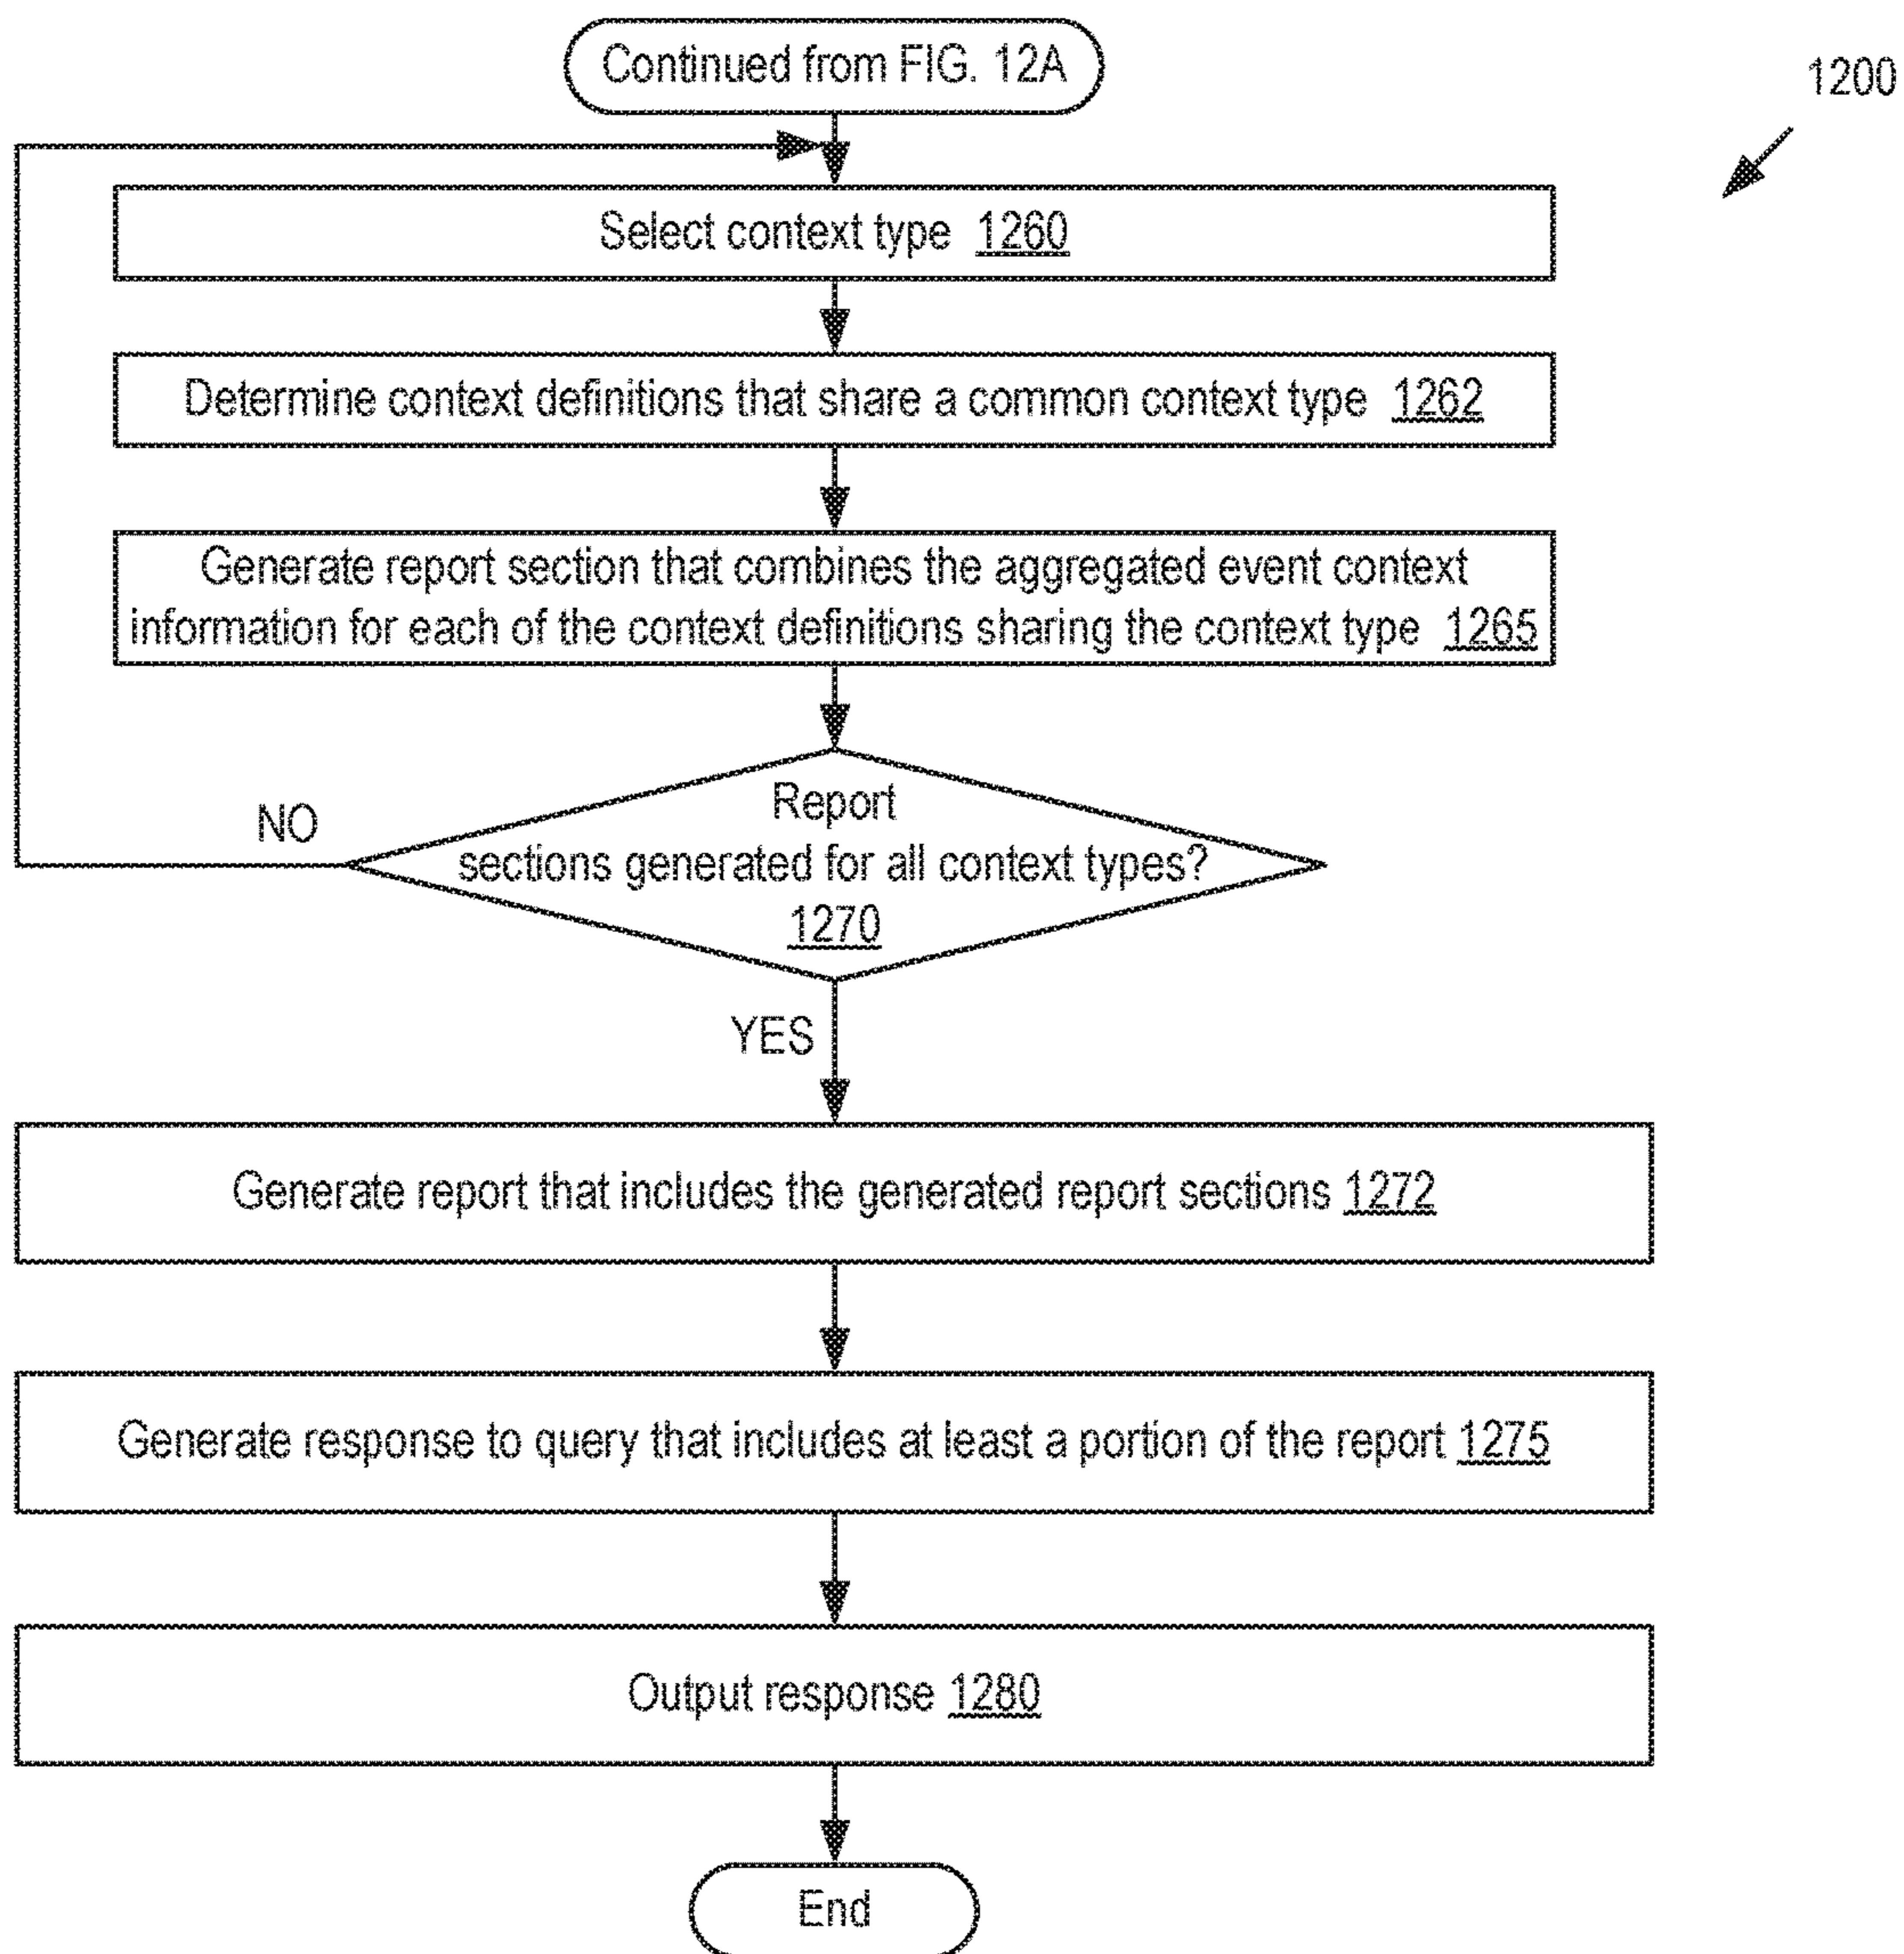 Continued from FIG. 12A
1200
Select context type 1260
Determine context definitions that share a common context type 1262
Generate report section that combines the aggregated event context
information for each of the context definitions sharing the context type 1265
Report
sections generated for all context types?
1270
NO
YES
Generate report that includes the generated report sections 1272
Generate response to query that includes at least a portion of the report 1275
Output response 1280
End